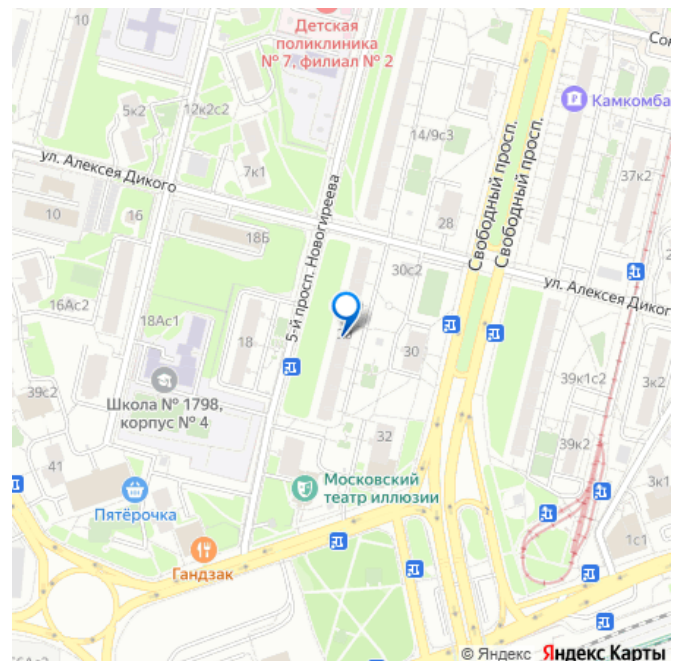 Детская
поликлиника
№ 7, филиал № 2
Камкомба
5к2
12к2с2
14/9с3
37к2
ул. Алексея Дикого
7к1
Свободный просп.
Свободный просп.
10
16
18Б
28
5-й просп. Новогиреева
30с2
ул. Алексея Диког
16Ас2
18Ас1
18
30
39к1с2
3к2
39с2
Школа № 1798,
корпус № 4
32
39к2
41
Московский
театр иллюзии
3к1
Пятёрочка
1с1
Гандзак
© Яндекс Яндекс Карты